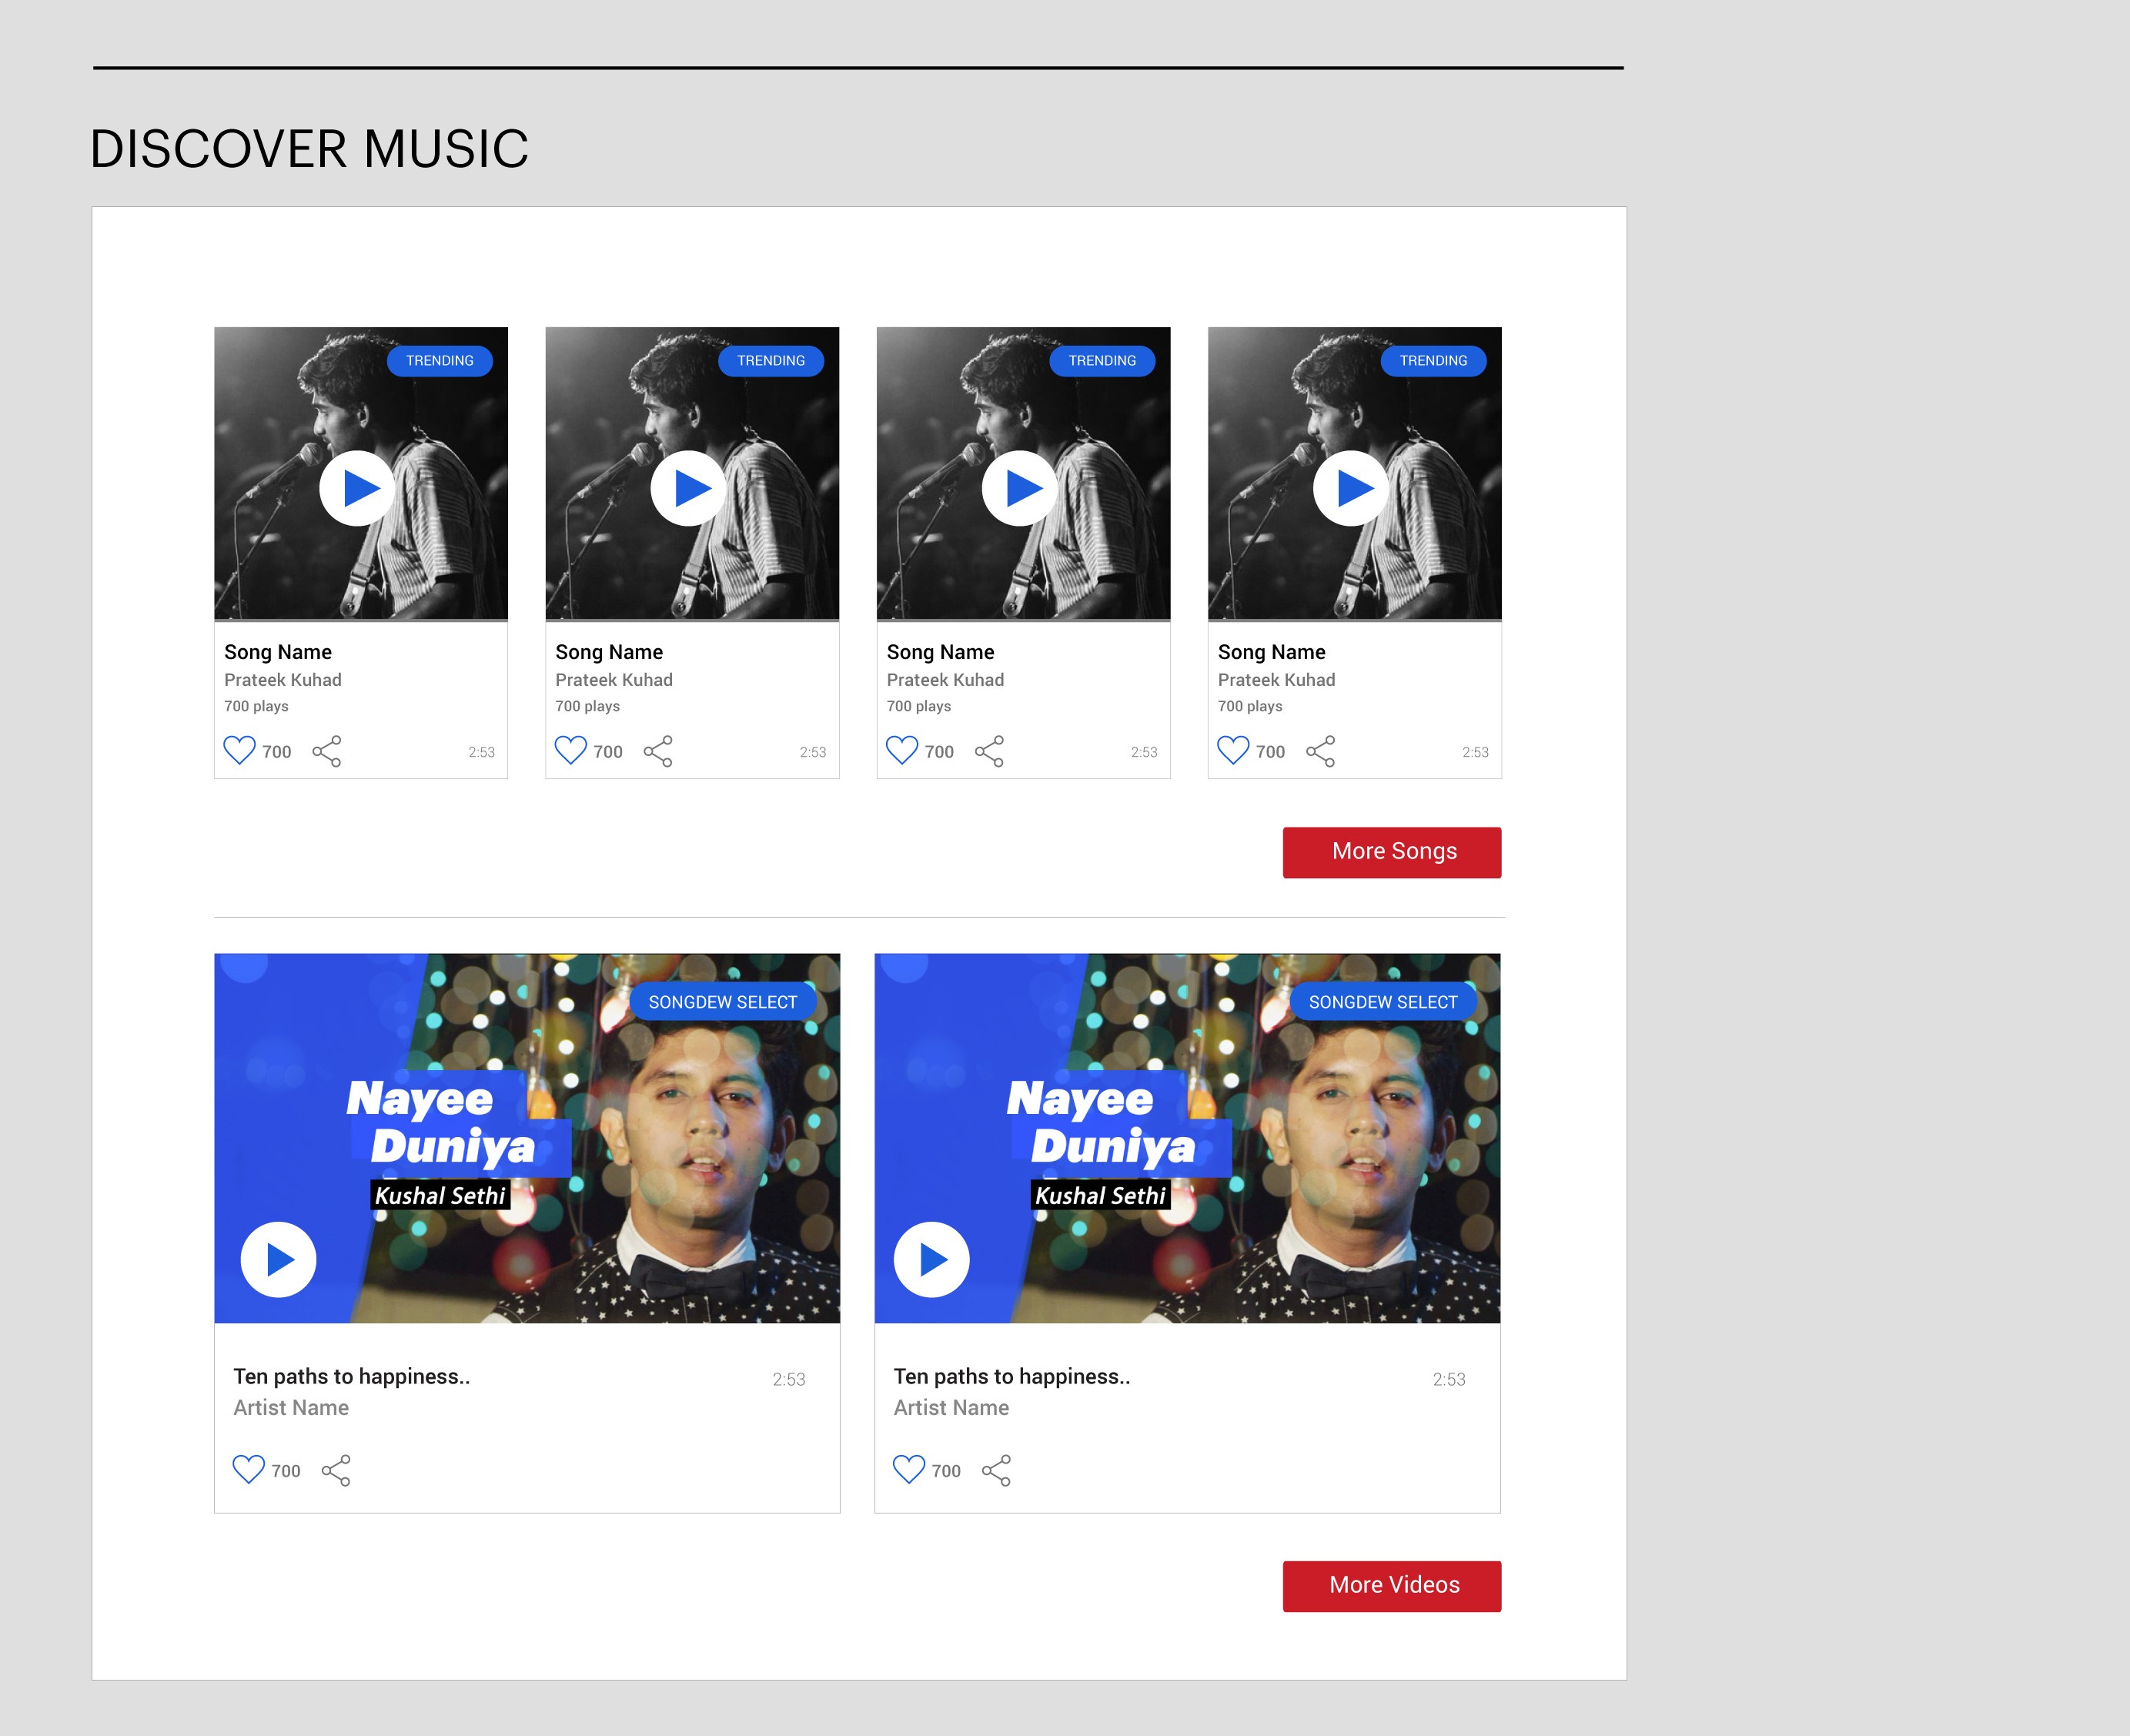 DISCOVER MUSIC
TRENDING
TRENDING
TRENDING
TRENDING
Song Name
Prateek Kuhad
700 plays
700
2:53
Song Name
Prateek Kuhad
700 plays
700
2:53
Song Name
Prateek Kuhad
700 plays
700
2:53
Song Name
Prateek Kuhad
700 plays
700
2:53
More Songs
SONGDEW SELECT
Nayee
Duniya
Kushal Sethi
Ten paths to happiness..
2:53
Artist Name
700
SONGDEW SELECT
Nayee
Duniya
Kushal Sethi
Ten paths to happiness..
2:53
Artist Name
700
More Videos